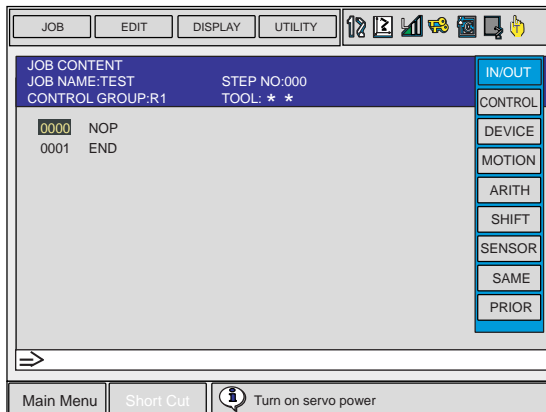 JOB EDIT DISPLAY UTILITY
JOB CONTENT
JOB NAME:TEST STEP NO:000
CONTROL GROUP:R1 TOOL: * *
0000 NOP
0001 END
IN/OUT
CONTROL
DEVICE
MOTION
ARITH
SHIFT
SENSOR
SAME
PRIOR
=>
Main Menu Short Cut Turn on servo power